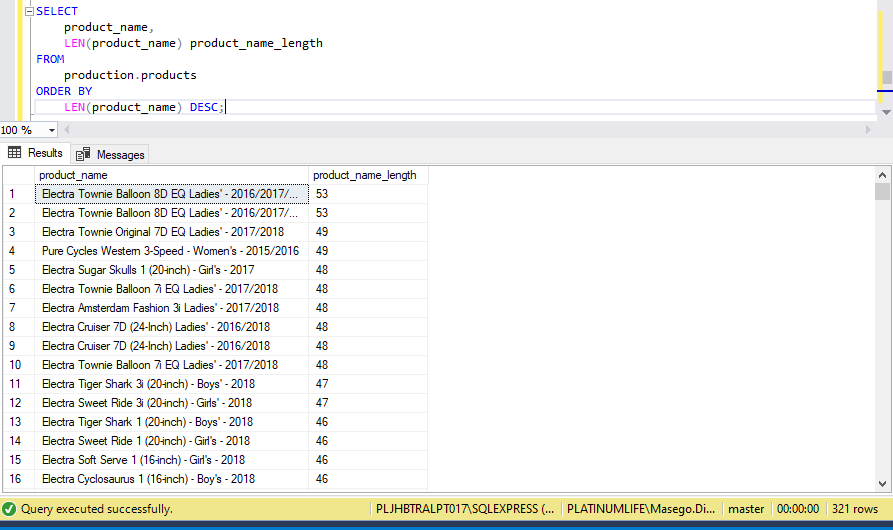 SELECT
product_name,
LEN(product_name) product_name_length
FROM
production.products
ORDER BY
LEN(product_name) DESC;
100 %
Results Messages
product_name product_name_length
1 Electra Townie Balloon 8D EQ Ladies' - 2016/2017/... 53
2 Electra Townie Balloon 8D EQ Ladies' - 2016/2017/... 53
3 Electra Townie Original 7D EQ Ladies' - 2017/2018 49
4 Pure Cycles Western 3-Speed - Women's - 2015/2016 49
5 Electra Sugar Skulls 1 (20-inch) - Girl's - 2017 48
6 Electra Townie Balloon 7i EQ Ladies' - 2017/2018 48
7 Electra Amsterdam Fashion 3i Ladies' - 2017/2018 48
8 Electra Cruiser 7D (24-Inch) Ladies' - 2016/2018 48
9 Electra Cruiser 7D (24-Inch) Ladies' - 2016/2018 48
10 Electra Townie Balloon 7i EQ Ladies' - 2017/2018 48
11 Electra Tiger Shark 3i (20-inch) - Boys' - 2018 47
12 Electra Sweet Ride 3i (20-inch) - Girls' - 2018 47
13 Electra Tiger Shark 1 (20-inch) - Boys' - 2018 46
14 Electra Sweet Ride 1 (20-inch) - Girl's - 2018 46
15 Electra Soft Serve 1 (16-inch) - Girl's - 2018 46
16 Electra Cyclosaurus 1 (16-inch) - Boy's - 2018 46
Query executed successfully. PLJHBTRALPT017\SQLEXPRESS (... PLATINUMLIFE\Masego.Di... master 00:00:00 321 rows